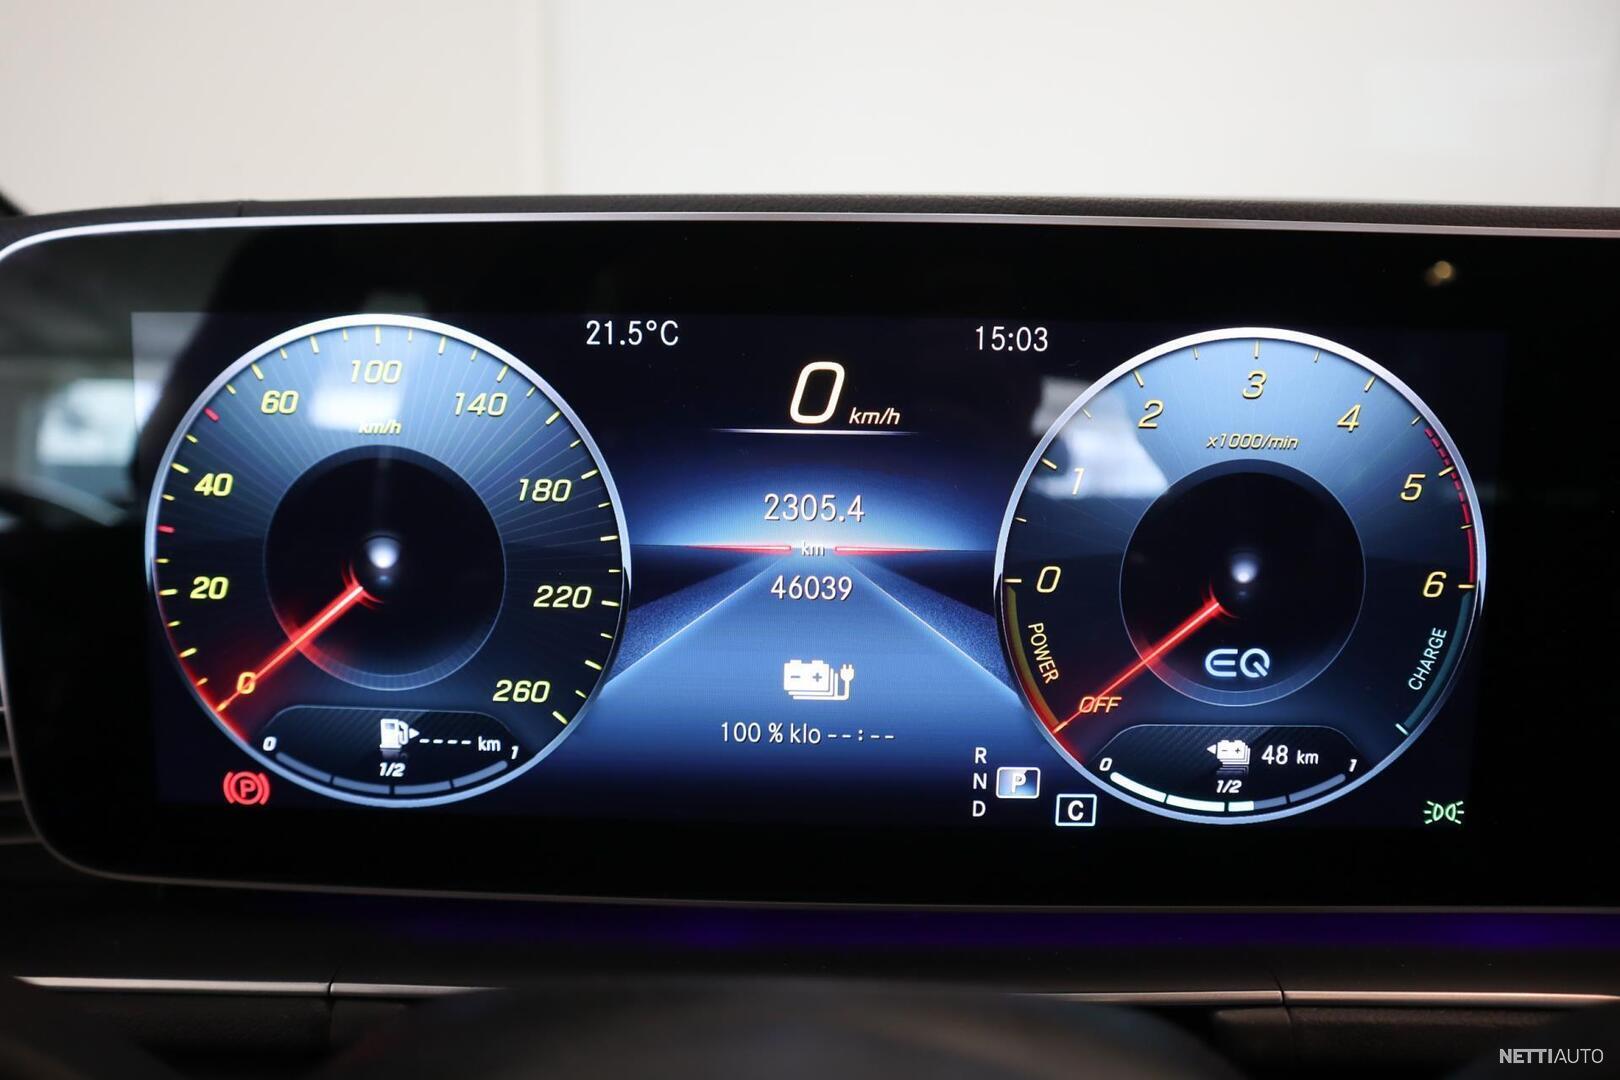 21.5°C
15:03
0 km/h
2305.4
km
46039
100 % klo --:--
0
20
40
60
100
140
180
220
260
km/h
0
1/2
---- km
1
0
1
2
3
4
5
6
x1000/min
POWER
OFF
CHARGE
EQ
0
1/2
48 km
1
R
N
P
D
C
P
NETTIAUTO